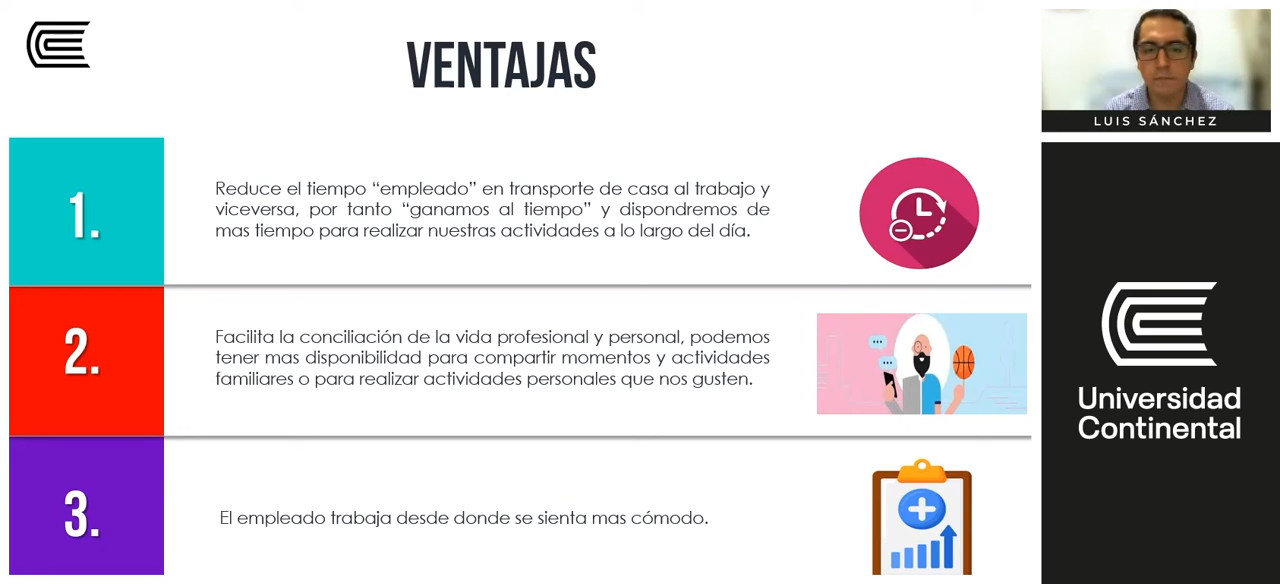 VENTAJAS
LUIS SÁNCHEZ
1.
Reduce el tiempo “empleado” en transporte de casa al trabajo y
viceversa, por tanto “ganamos al tiempo” y dispondremos de
mas tiempo para realizar nuestras actividades a lo largo del día.
2.
Facilita la conciliación de la vida profesional y personal, podemos
tener mas disponibilidad para compartir momentos y actividades
familiares o para realizar actividades personales que nos gusten.
3.
El empleado trabaja desde donde se sienta mas cómodo.
Universidad
Continental